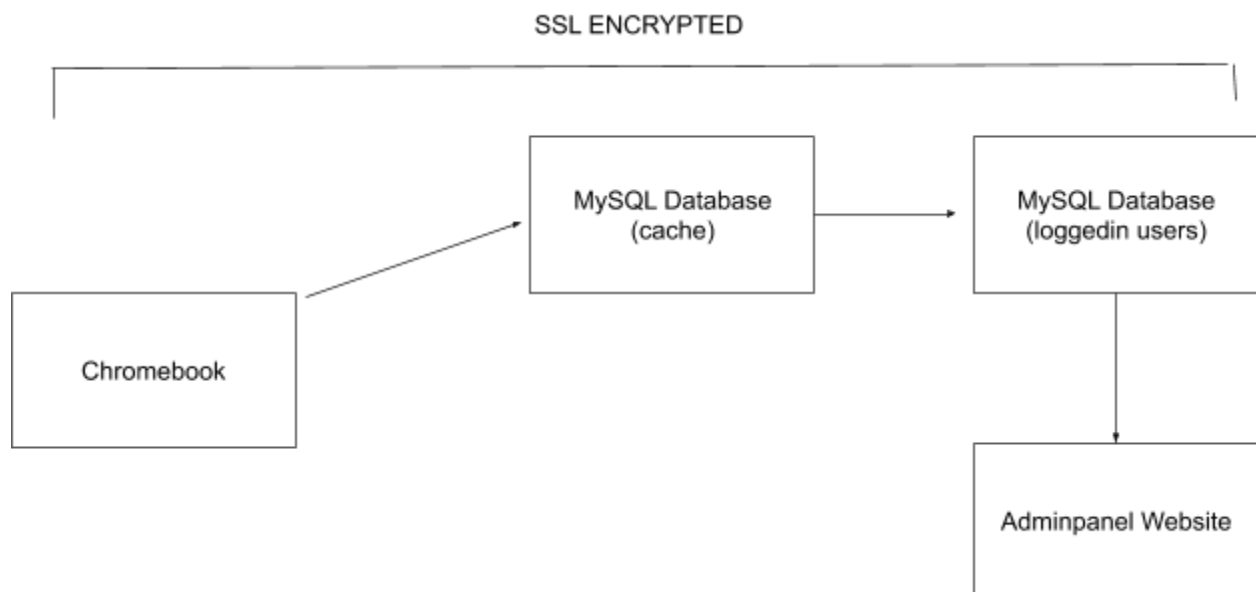 SSL ENCRYPTED
MySQL Database
(cache)
MySQL Database
(loggedin users)
Chromebook
Adminpanel Website